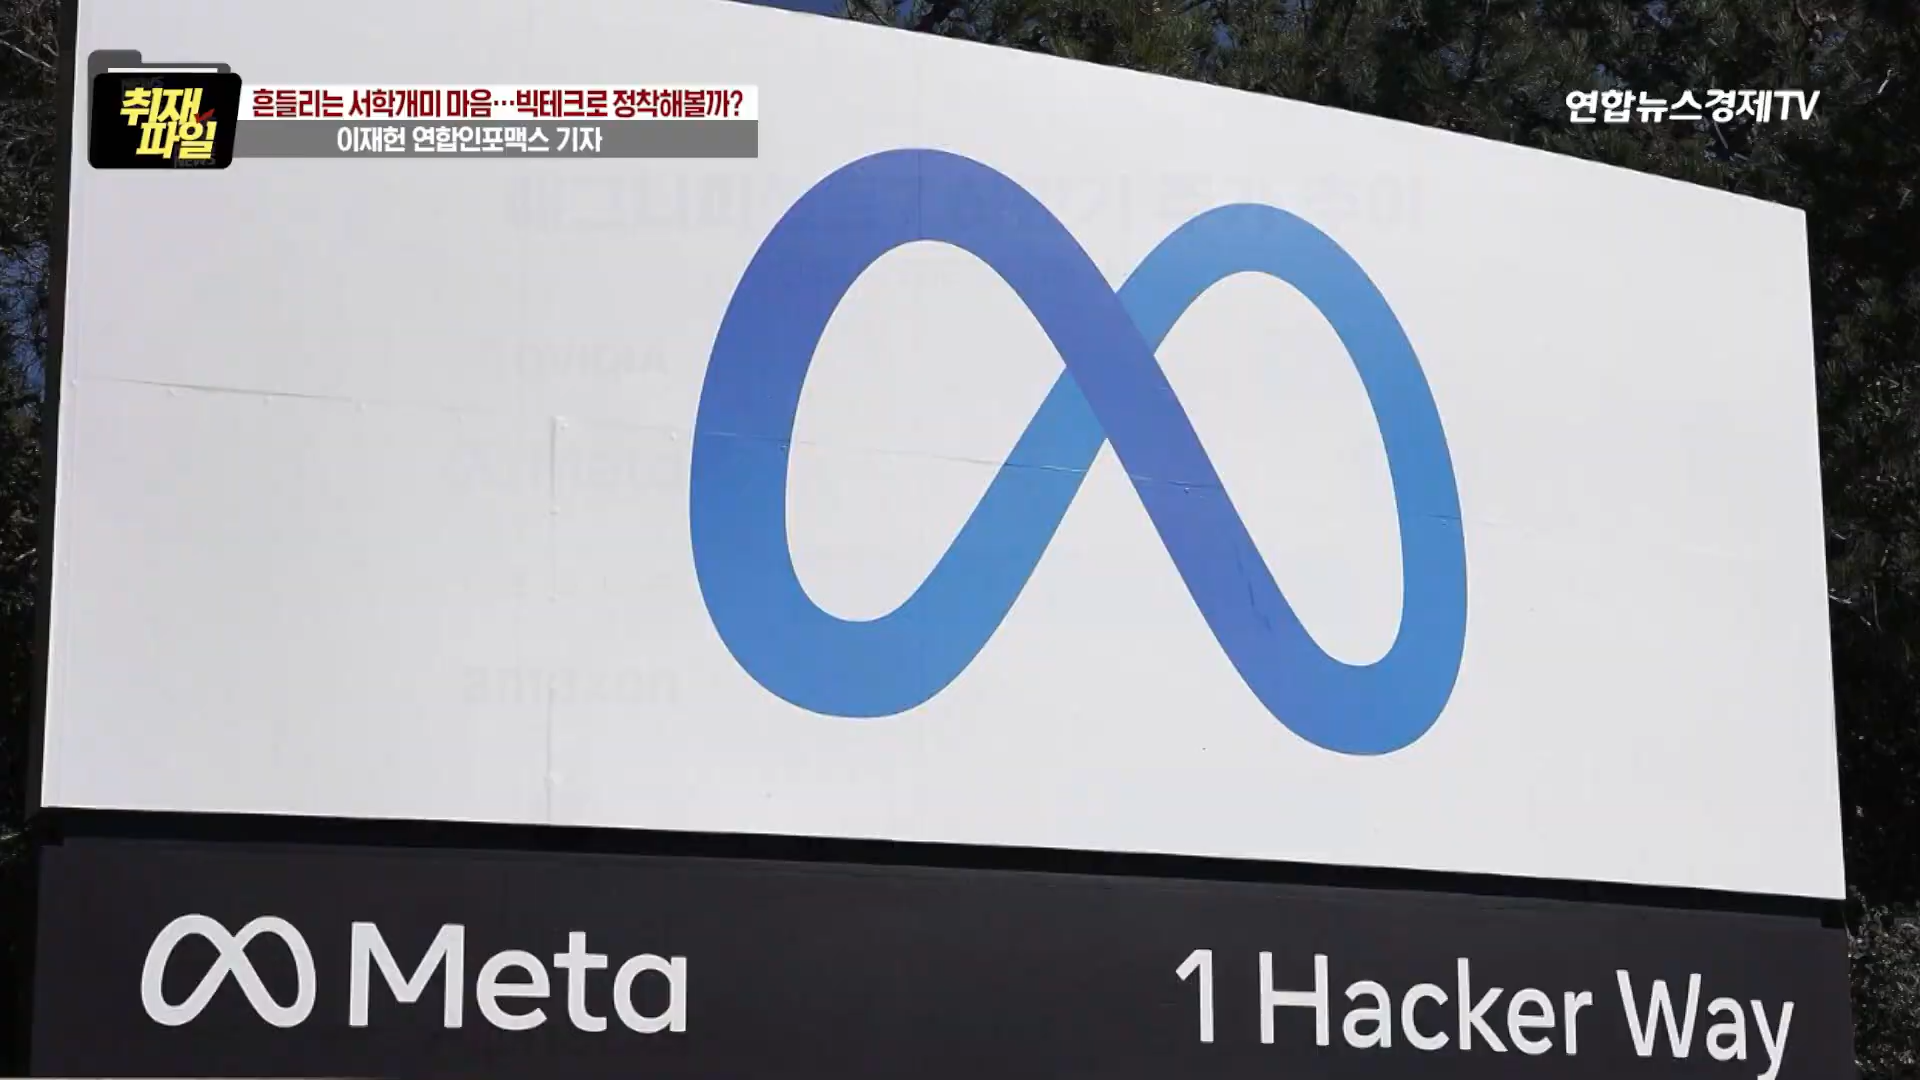 취재
파일
흔들리는 서학개미 마음…빅테크로 정착해볼까?
이재헌 연합인포맥스 기자
연합뉴스경제TV
Meta
1 Hacker Way